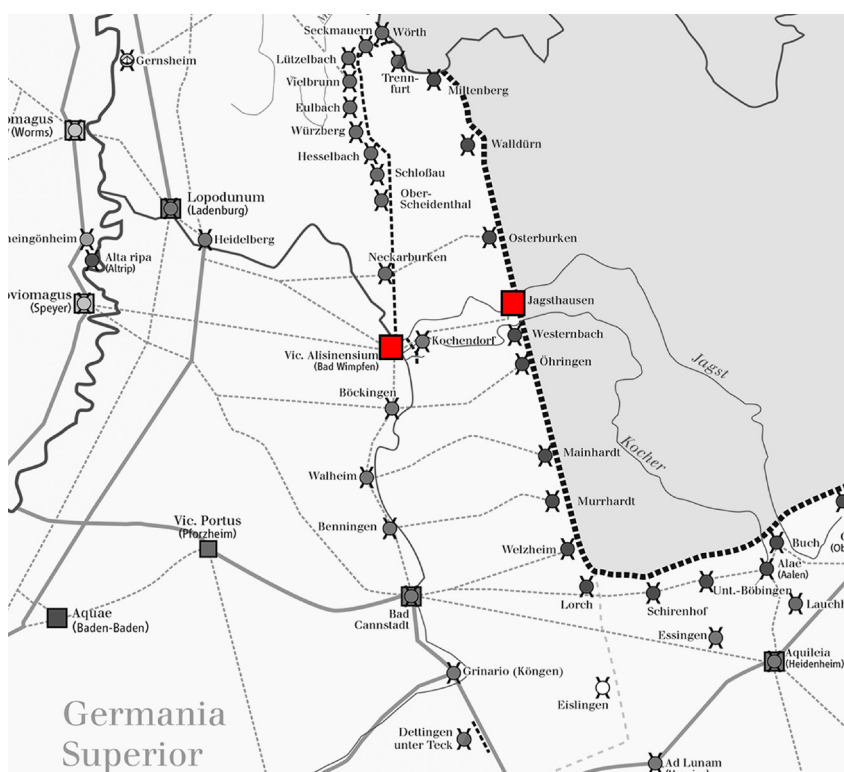 Seckmauern
Wörth
Gernsheim
Lützelbach
Trenn-
furt
Vielbrunn
Miltenberg
Eulbach
omagus
(Worms)
Würzberg
Walldürn
Hesselbach
Schloßau
Lopodunum
(Ladenburg)
Ober-
Scheidenthal
neingönheim
Heidelberg
Osterburken
Alta ripa
(Altrip)
Neckarburken
oviomagus
(Speyer)
Jagsthausen
Westernbach
Kochendorf
Vic. Alisinensium
(Bad Wimpfen)
Öhringen
Jagst
Böckingen
Kocher
Mainhardt
Walheim
Murrhardt
Vic. Portus
(Pforzheim)
Benningen
Welzheim
Buch
Alae
(Aalen)
Unt.-Böbingen
Lorch
Schirenhof
Aquae
(Baden-Baden)
Bad
Cannstadt
Essingen
Aquileia
(Heidenheim)
Grinario (Köngen)
Eislingen
Germania
Superior
Dettingen
unter Teck
Ad Lunam